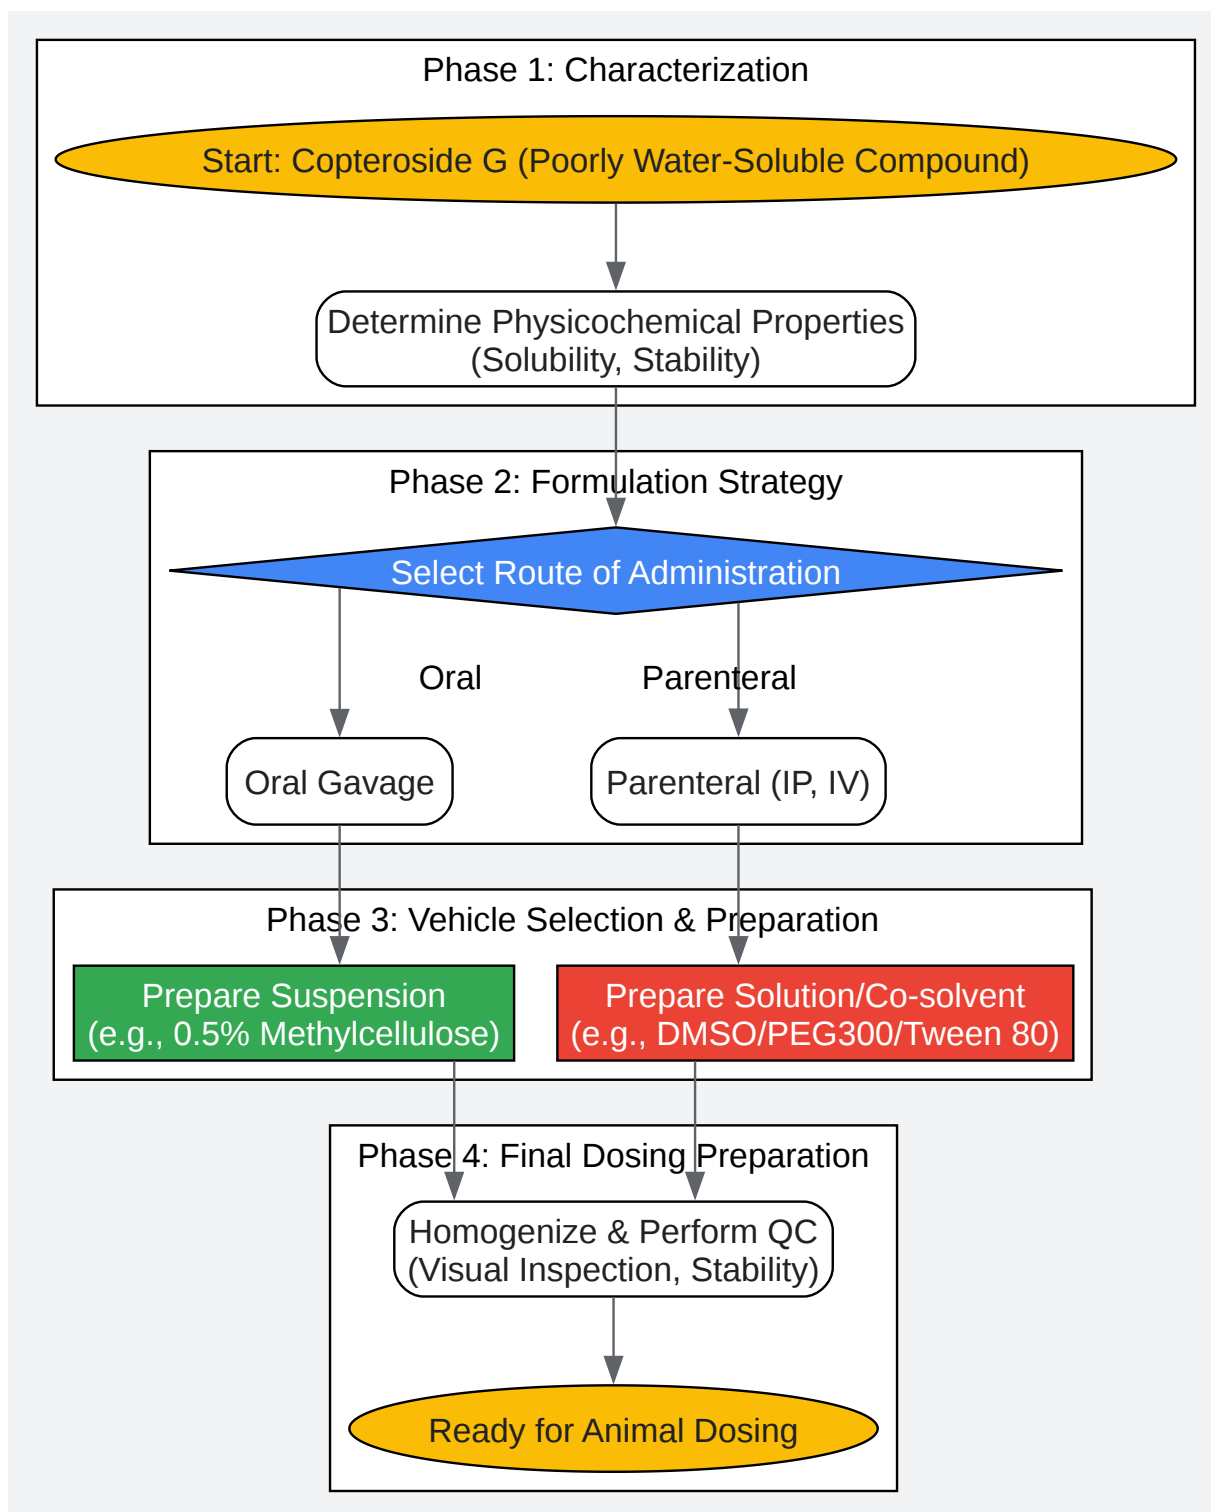 Phase 1: Characterization
Start: Copteroside G (Poorly Water-Soluble Compound)
Determine Physicochemical Properties
(Solubility, Stability)
Phase 2: Formulation Strategy
Select Route of Administration
Oral
Parenteral
Oral Gavage
Parenteral (IP, IV)
Phase 3: Vehicle Selection & Preparation
Prepare Suspension
(e.g., 0.5% Methylcellulose)
Prepare Solution/Co-solvent
(e.g., DMSO/PEG300/Tween 80)
Phase 4: Final Dosing Preparation
Homogenize & Perform QC
(Visual Inspection, Stability)
Ready for Animal Dosing